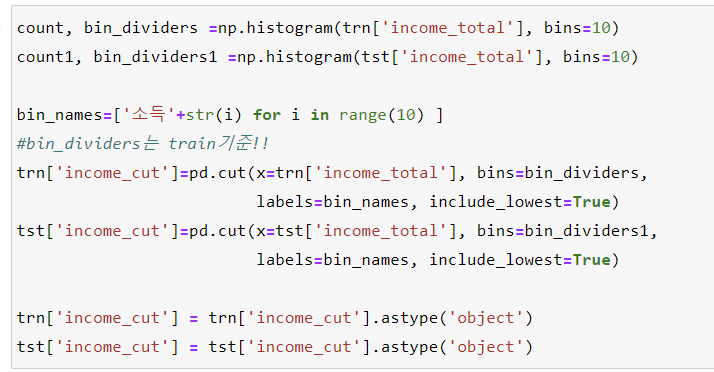 count, bin_dividers =np.histogram(trn['income_total'], bins=10)
count1, bin_dividers1 =np.histogram(tst['income_total'], bins=10)
bin_names=['소득'+str(i) for i in range(10) ]
#bin_dividers는 train기준!!
trn['income_cut']=pd.cut(x=trn['income_total'], bins=bin_dividers,
labels=bin_names, include_lowest=True)
tst['income_cut']=pd.cut(x=tst['income_total'], bins=bin_dividers1,
labels=bin_names, include_lowest=True)
trn['income_cut'] = trn['income_cut'].astype('object')
tst['income_cut'] = tst['income_cut'].astype('object')